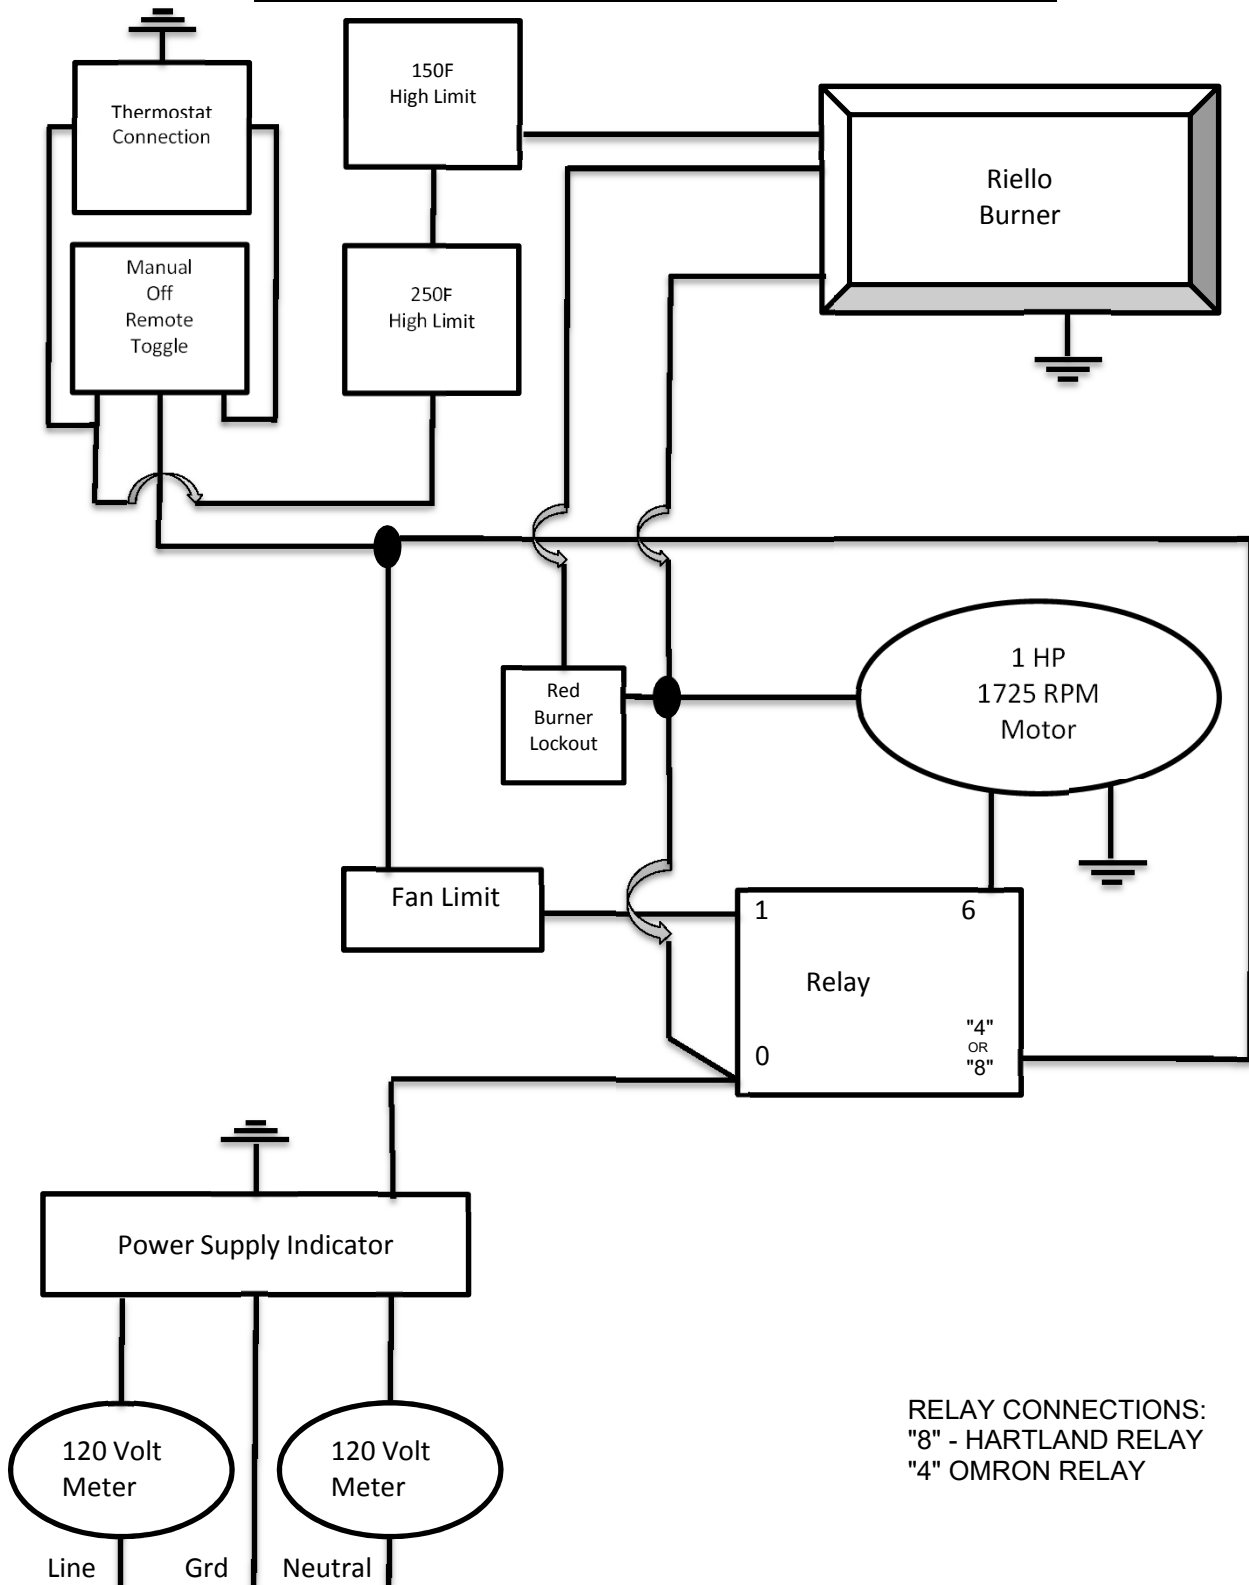 Thermostat
Connection
150F
High Limit
Riello
Burner
Manual
Off
Remote
Toggle
250F
High Limit
Red
Burner
Lockout
1 HP
1725 RPM
Motor
Fan Limit
1
6
Relay
0
"4"
OR
"8"
Power Supply Indicator
120 Volt
Meter
120 Volt
Meter
RELAY CONNECTIONS:
"8" - HARTLAND RELAY
"4" OMRON RELAY
Line
Grd
Neutral